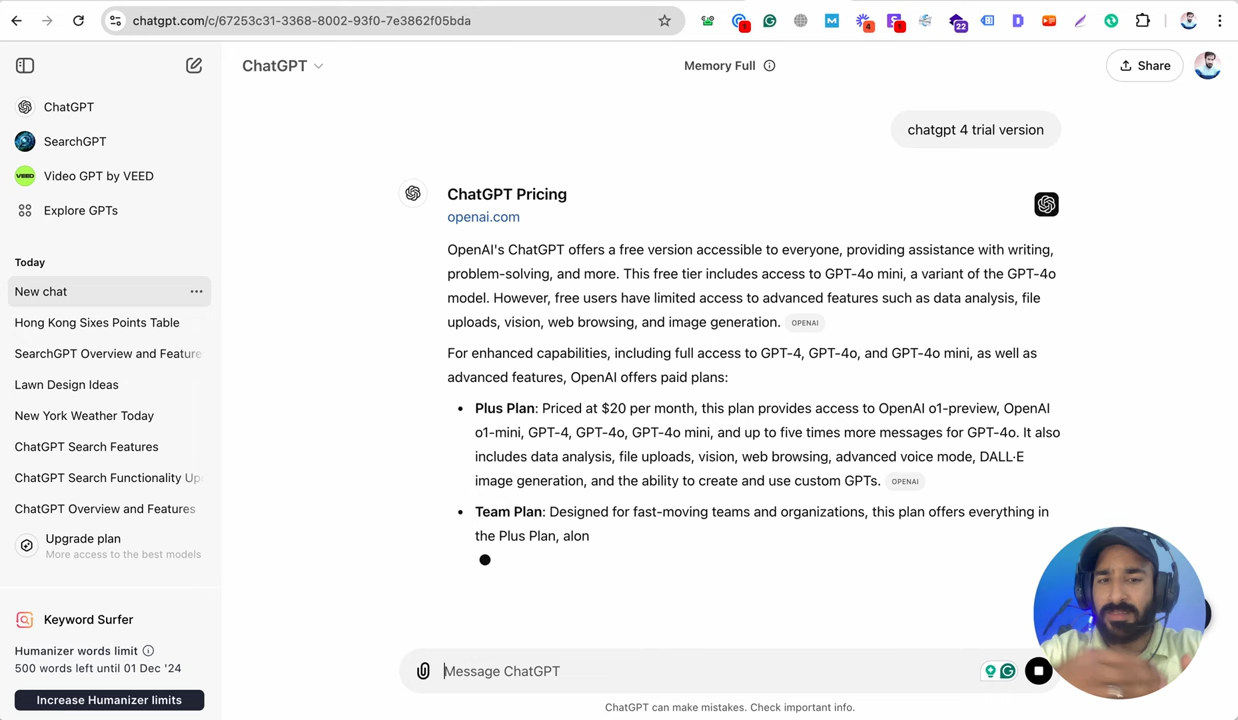 chatgpt.com/c/67253c31-3368-8002-93f0-7e3862f05bda
1
4
1
22
ChatGPT
Memory Full
Share
ChatGPT
SearchGPT
VEED
Video GPT by VEED
Explore GPTs
Today
New chat
Hong Kong Sixes Points Table
SearchGPT Overview and Feature
Lawn Design Ideas
New York Weather Today
ChatGPT Search Features
ChatGPT Search Functionality Up
ChatGPT Overview and Features
Upgrade plan
More access to the best models
Keyword Surfer
Humanizer words limit
500 words left until 01 Dec '24
Increase Humanizer limits
chatgpt 4 trial version
ChatGPT Pricing
openai.com
OpenAI's ChatGPT offers a free version accessible to everyone, providing assistance with writing,
problem-solving, and more. This free tier includes access to GPT-4o mini, a variant of the GPT-4o
model. However, free users have limited access to advanced features such as data analysis, file
uploads, vision, web browsing, and image generation. OPENAI
For enhanced capabilities, including full access to GPT-4, GPT-4o, and GPT-4o mini, as well as
advanced features, OpenAI offers paid plans:
• Plus Plan: Priced at $20 per month, this plan provides access to OpenAI o1-preview, OpenAI
o1-mini, GPT-4, GPT-4o, GPT-4o mini, and up to five times more messages for GPT-4o. It also
includes data analysis, file uploads, vision, web browsing, advanced voice mode, DALL·E
image generation, and the ability to create and use custom GPTs. OPENAI
• Team Plan: Designed for fast-moving teams and organizations, this plan offers everything in
the Plus Plan, alon
Message ChatGPT
ChatGPT can make mistakes. Check important info.